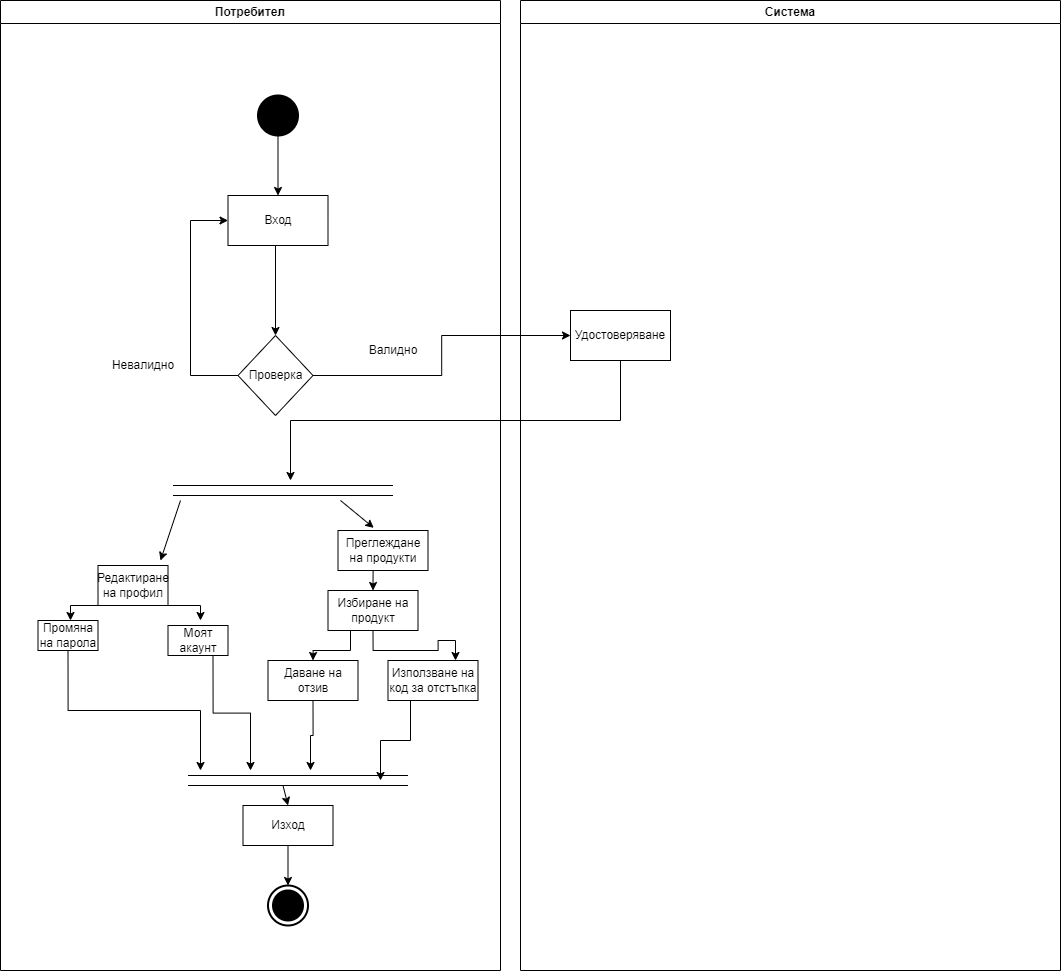 Потребител
Система
Вход
Удостоверяване
Валидно
Невалидно
Проверка
Преглеждане
на продукти
Редактиране
на профил
Избиране на
продукт
Промяна
на парола
Моят
акаунт
Даване на
отзив
Използване на
код за отстъпка
Изход